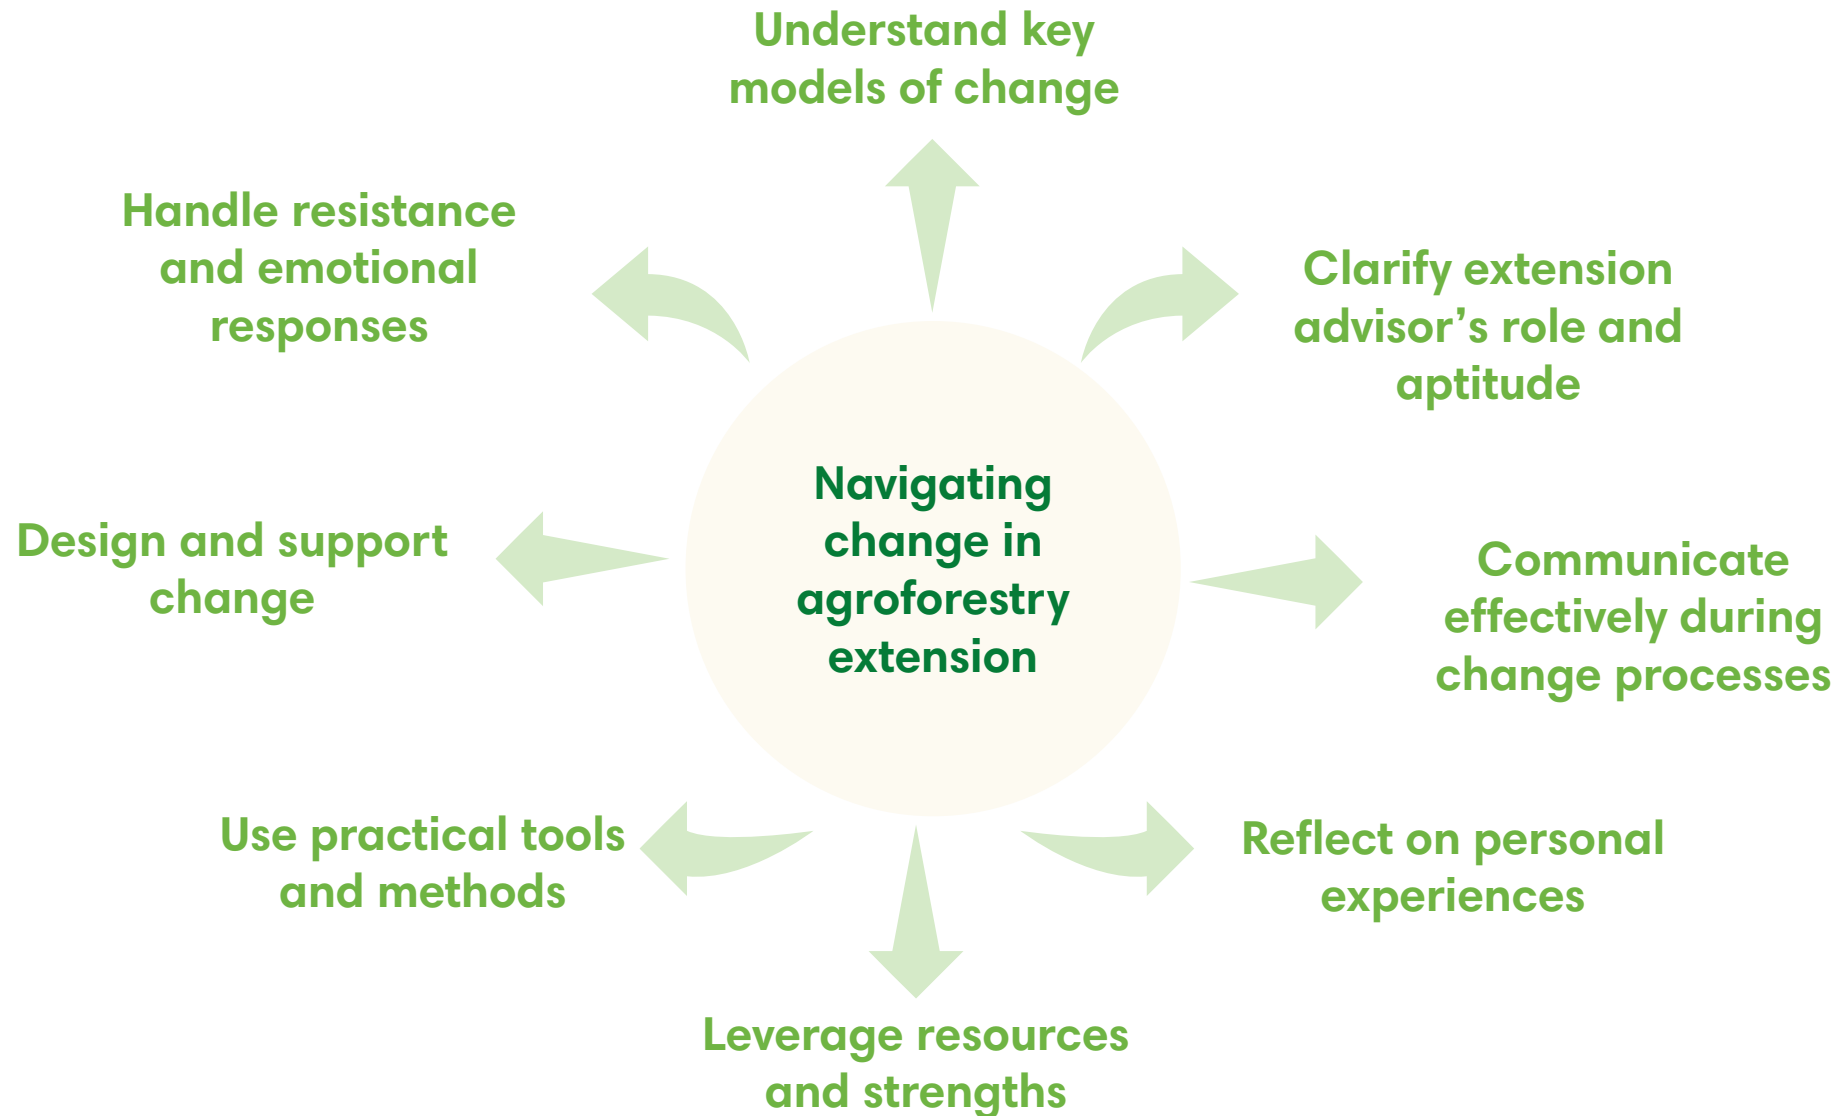 Understand key
models of change
Handle resistance
and emotional
responses
Clarify extension
advisor’s role and
aptitude
Navigating
change in
agroforestry
extension
Design and support
change
Communicate
effectively during
change processes
Use practical tools
and methods
Reflect on personal
experiences
Leverage resources
and strengths